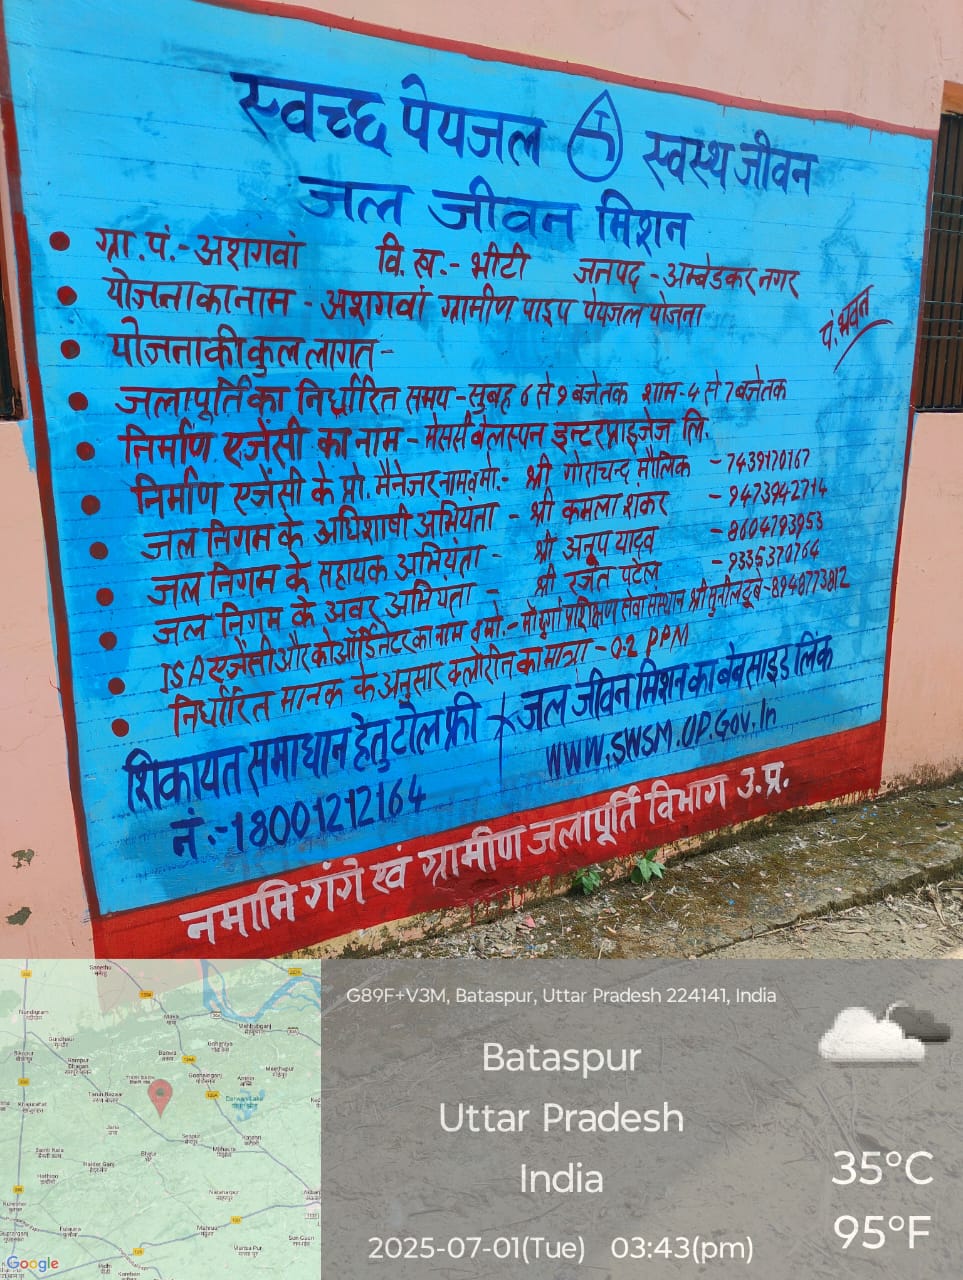 स्वच्छ पेयजल स्वस्थ जीवन
जल जीवन मिशन
ग्रा.पं.- अशगवां वि.ख.- भीटी जनपद - अम्बेडकर नगर
योजना का नाम - अशगवां ग्रामीण पाइप पेयजल योजना
पं. भवन
योजना की कुल लागत -
जलापूर्ति का निर्धारित समय - सुबह 6 से 9 बजे तक शाम - 4 से 7 बजे तक
निर्माण एजेंसी का नाम - मेसर्स वेलस्पन इन्टरप्राइजेज लि.
निर्माण एजेंसी के प्रो. मैनेजर नाम व मो.- श्री गोराचन्द मौलिक - 7439170167
जल निगम के अधिशाषी अभियंता - श्री कमला शंकर - 9473942714
जल निगम के सहायक अभियंता - श्री अनूप यादव - 8604793953
जल निगम के अवर अभियंता - श्री रजत पटेल - 9335370764
ISA एजेंसी और कोऑर्डिनेटर का नाम व मो.- माँ दुर्गा प्रशिक्षण सेवा संस्थान श्री सुनील दूबे - 8948773812
निर्धारित मानक के अनुसार क्लोरीन का मात्रा - 0.2 PPM
शिकायत समाधान हेतु टोल फ्री
नं:-18001212164
जल जीवन मिशन का बेबसाइड लिंक
WWW.SWSM.UP.Gov.in
नमामि गंगे एवं ग्रामीण जलापूर्ति विभाग उ.प्र.
G89F+V3M, Bataspur, Uttar Pradesh 224141, India
Bataspur
Uttar Pradesh
India
35°C
95°F
2025-07-01(Tue) 03:43(pm)
Google